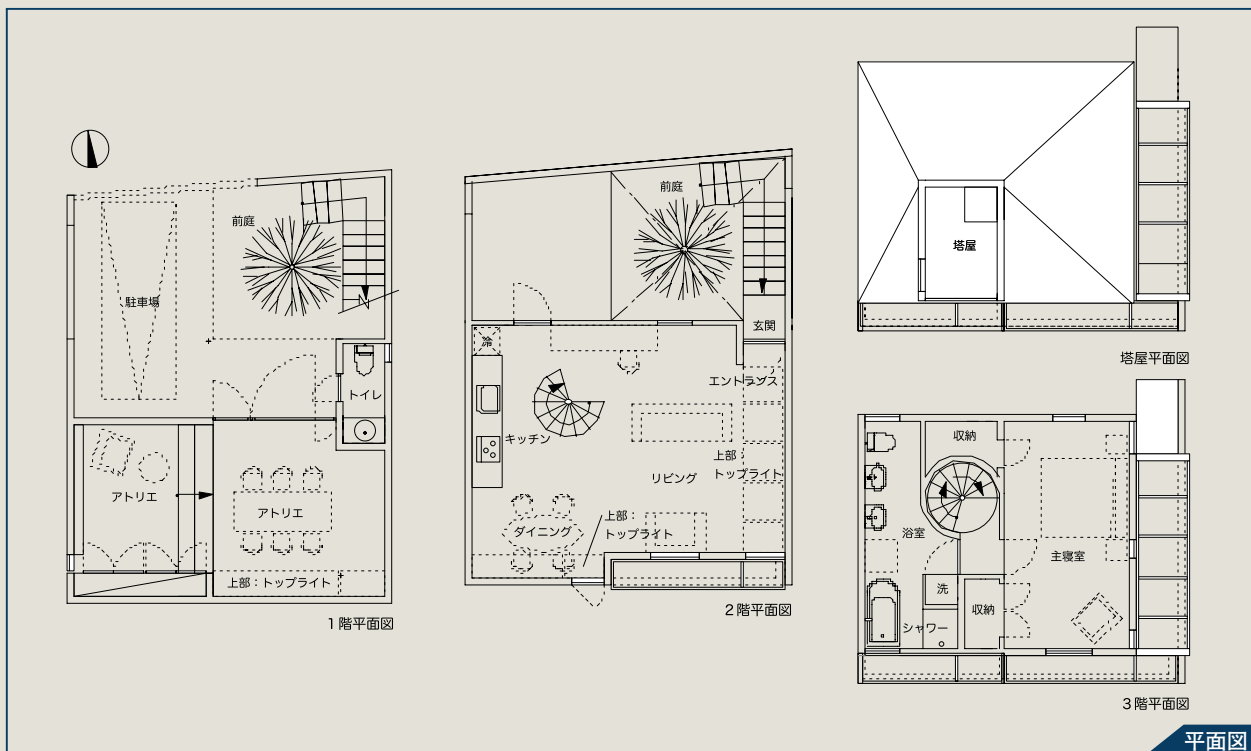 前庭
駐車場
トイレ
アトリエ
アトリエ
上部：トップライト
1階平面図
前庭
玄関
冷
エントランス
キッチン
上部：
トップライト
リビング
ダイニング
上部：
トップライト
2階平面図
塔屋
塔屋平面図
収納
浴室
主寝室
洗
収納
シャワー
3階平面図
平面図